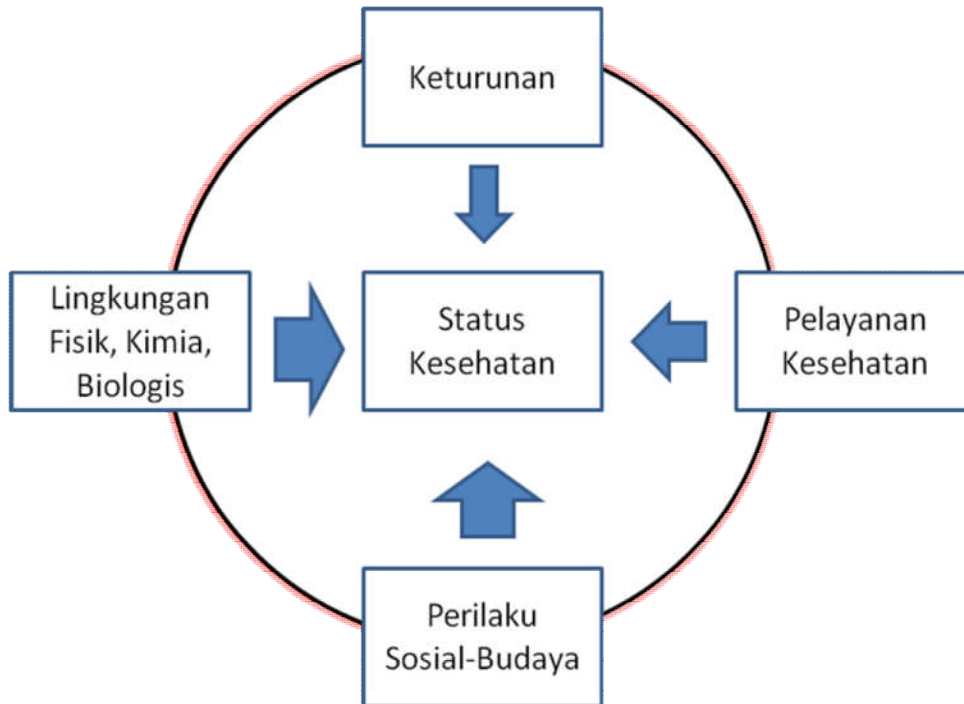 Keturunan
Lingkungan
Fisik, Kimia,
Biologis
Status
Kesehatan
Pelayanan
Kesehatan
Perilaku
Sosial-Budaya